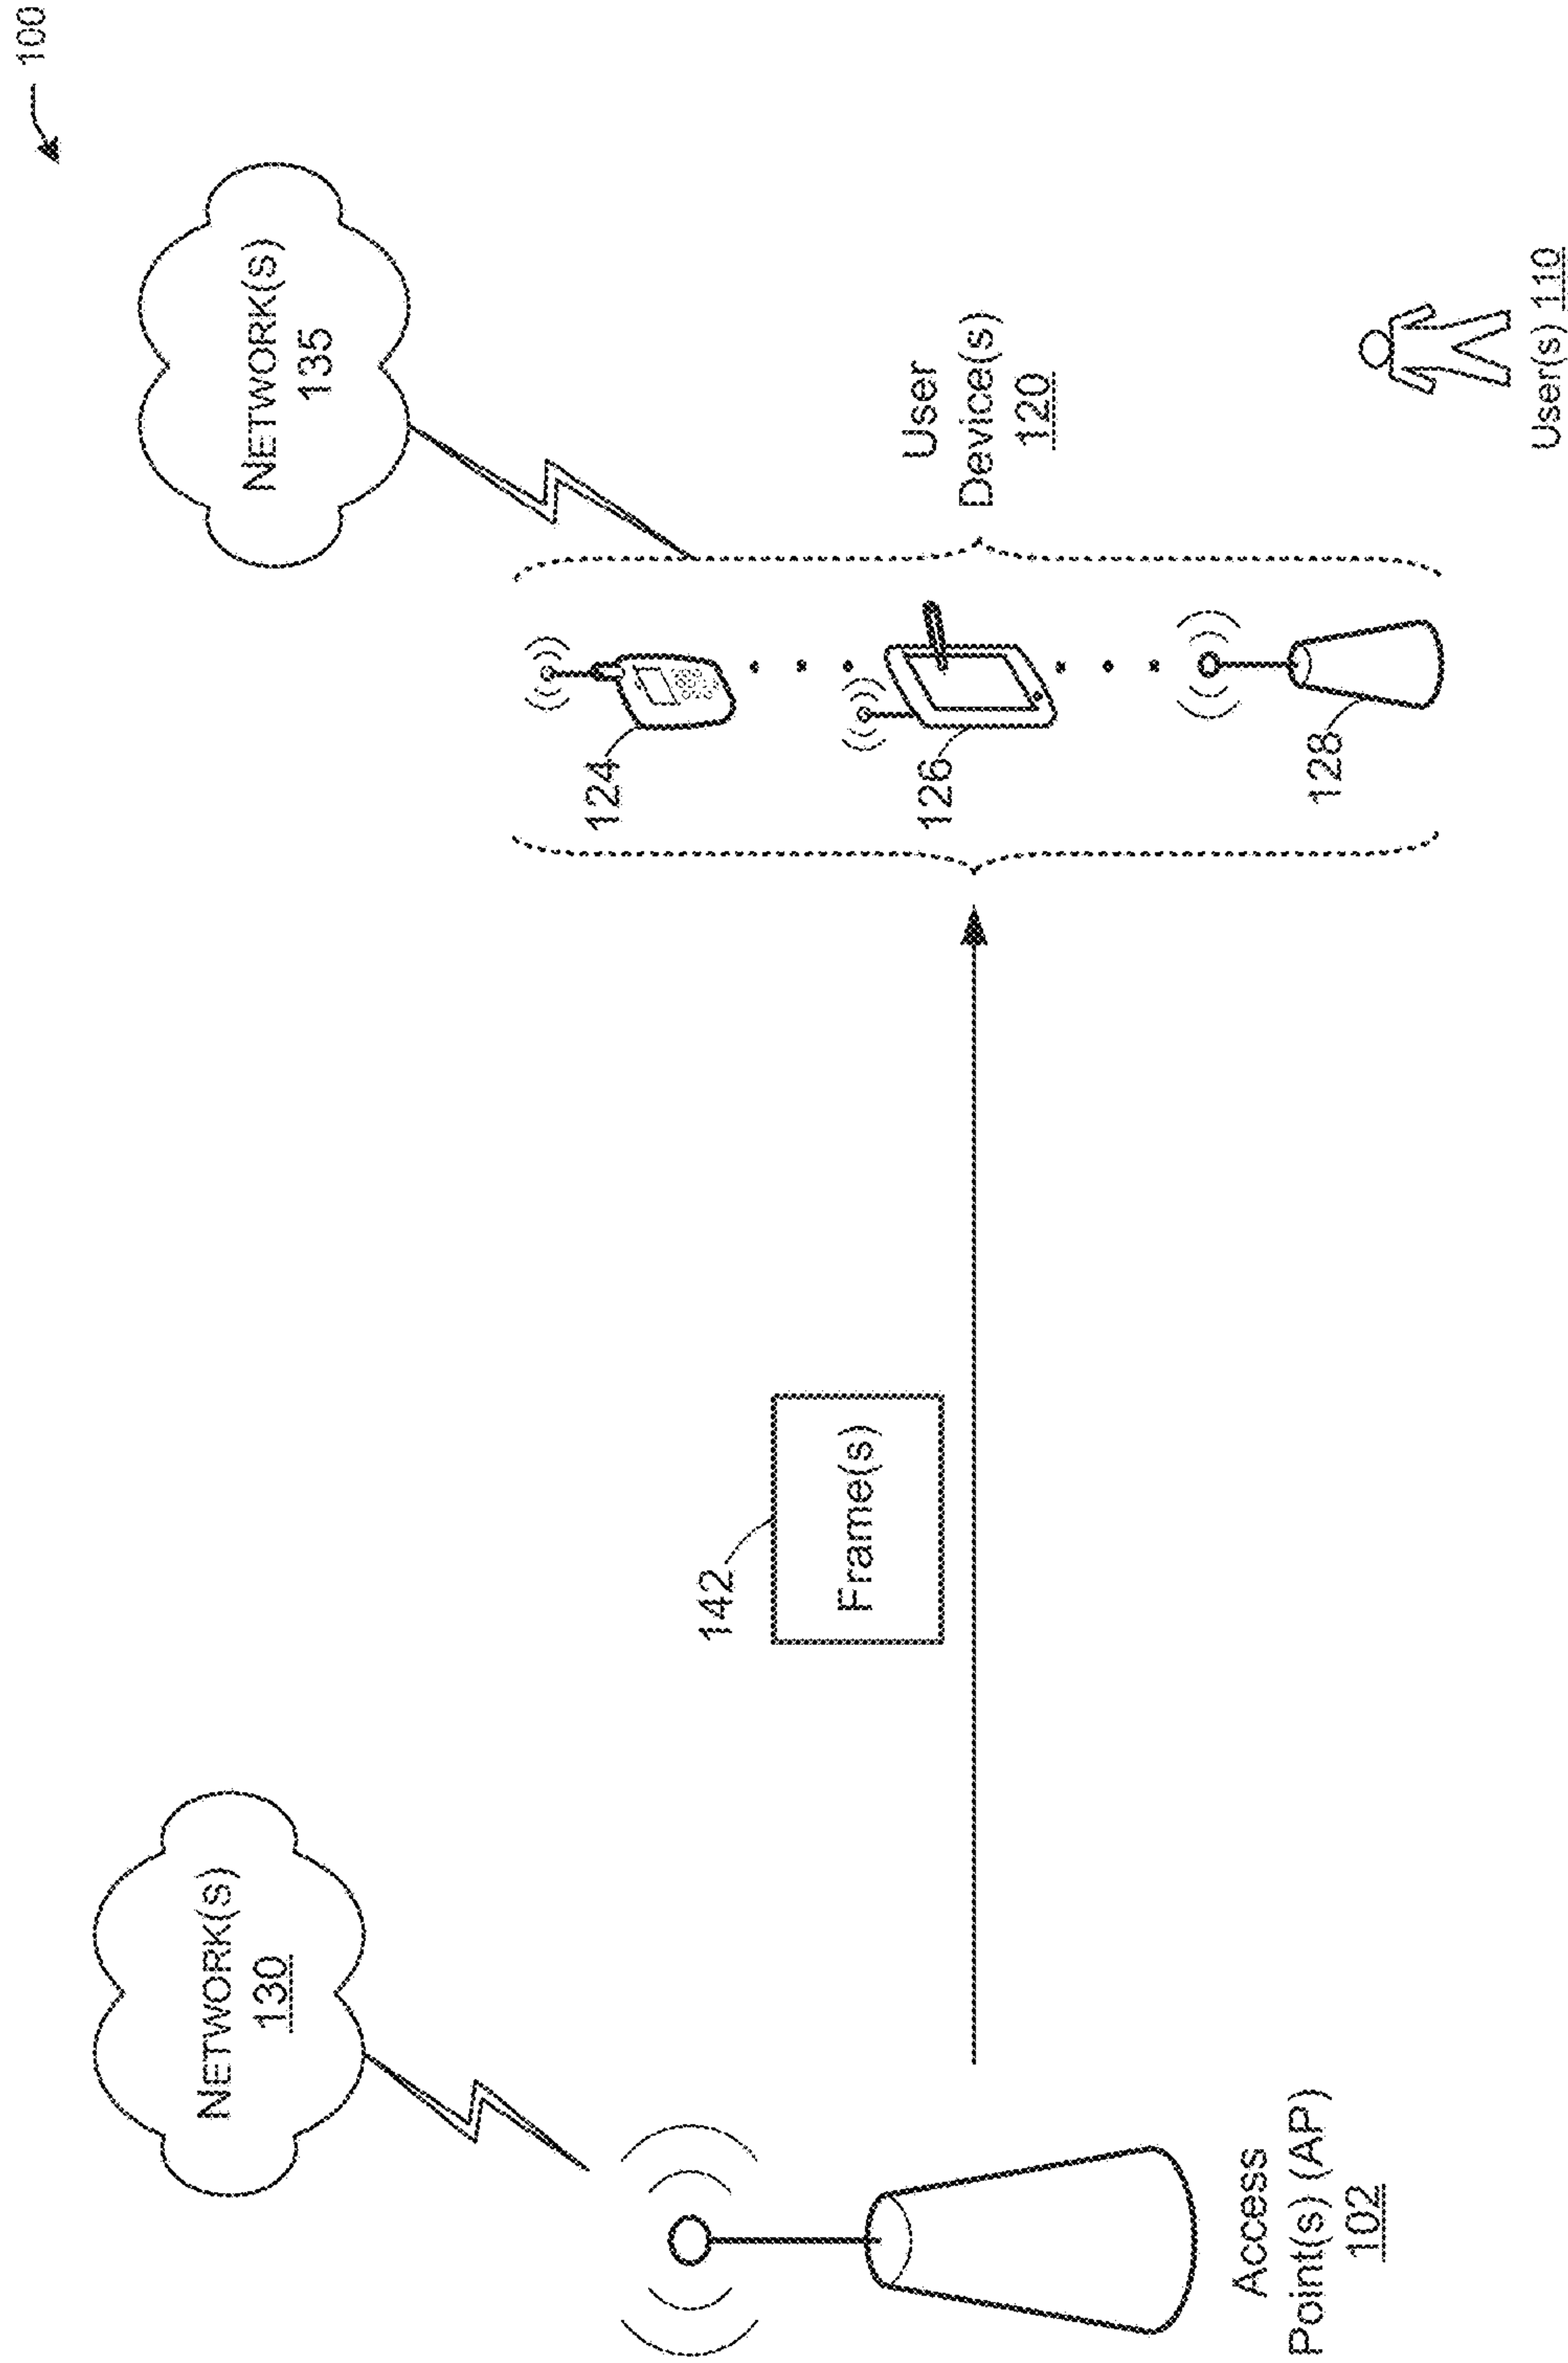 100
NETWORK(S)
130
NETWORK(S)
135
142
Frame(s)
124
126
128
User
Device(s)
120
Access
Point(s) (AP)
102
User(s) 110